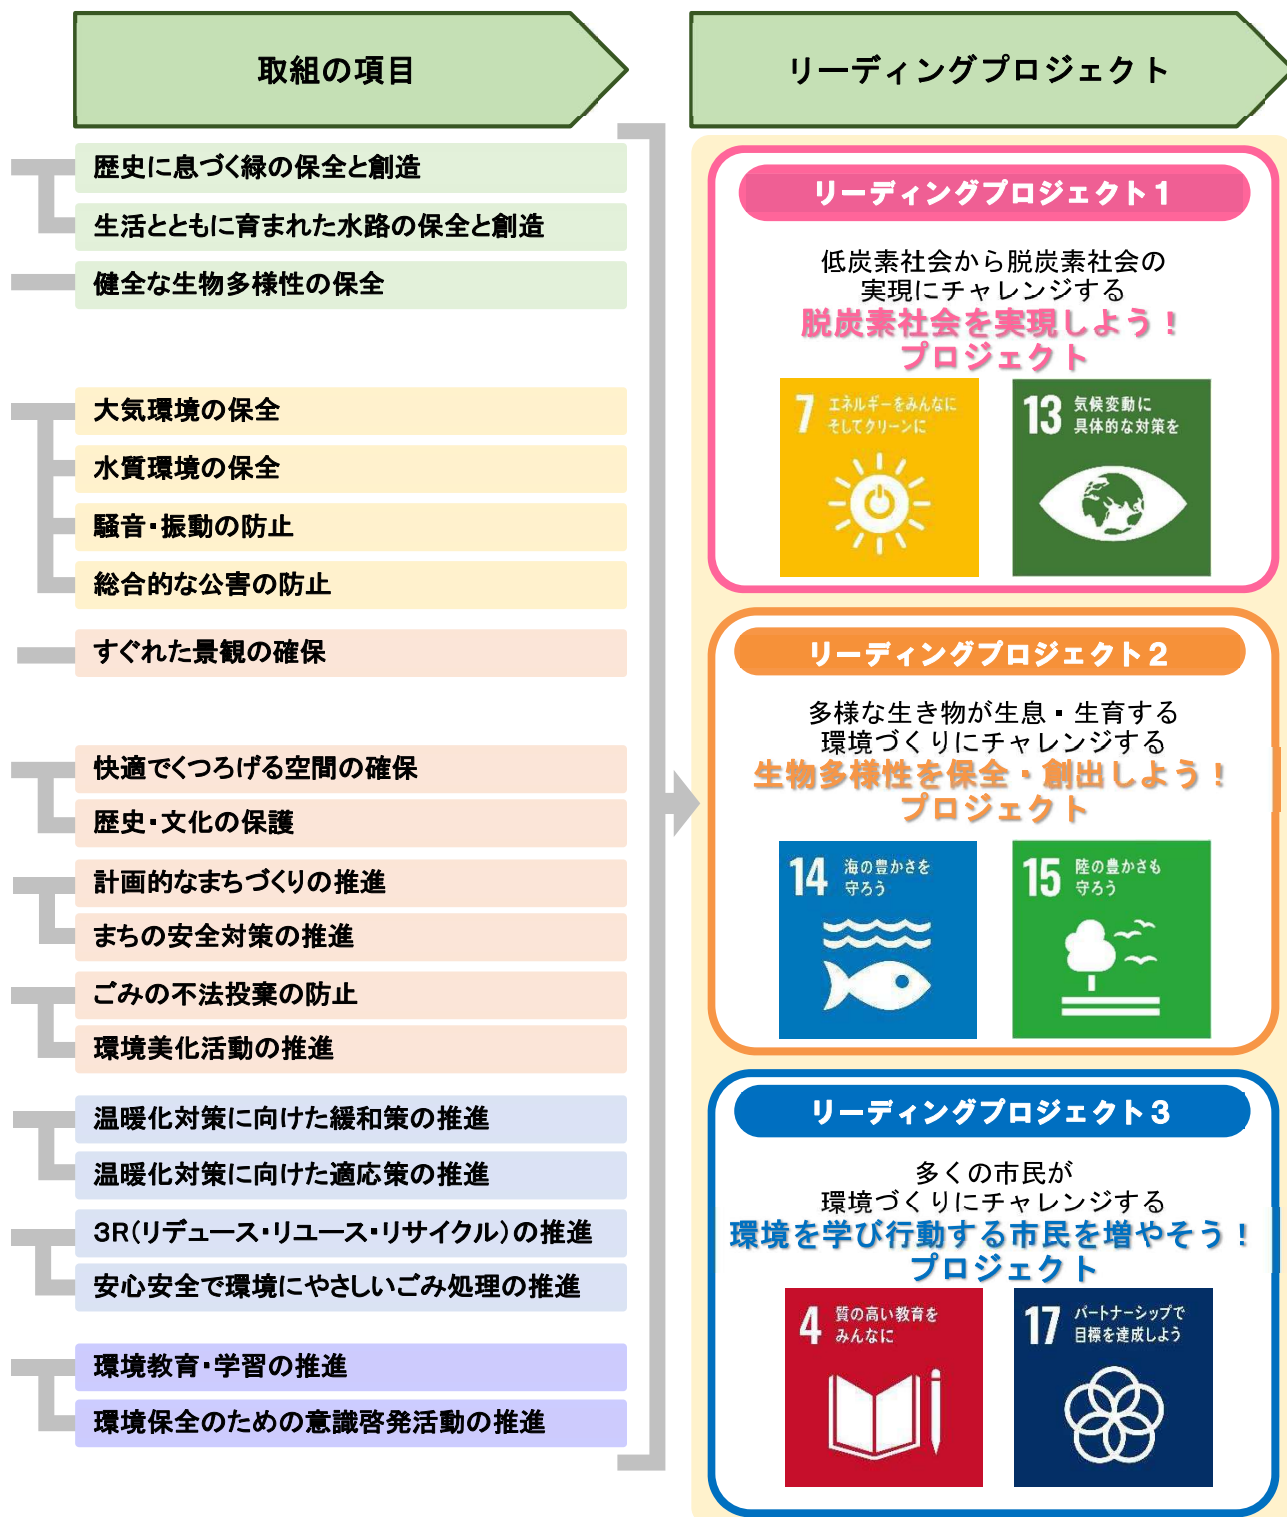 取組の項目
歴史に息づく緑の保全と創造
生活とともに育まれた水路の保全と創造
健全な生物多様性の保全
大気環境の保全
水質環境の保全
騒音・振動の防止
総合的な公害の防止
すぐれた景観の確保
快適でくつろげる空間の確保
歴史・文化の保護
計画的なまちづくりの推進
まちの安全対策の推進
ごみの不法投棄の防止
環境美化活動の推進
温暖化対策に向けた緩和策の推進
温暖化対策に向けた適応策の推進
3R(リデュース・リユース・リサイクル)の推進
安心安全で環境にやさしいごみ処理の推進
環境教育・学習の推進
環境保全のための意識啓発活動の推進
リーディングプロジェクト
リーディングプロジェクト1
低炭素社会から脱炭素社会の
実現にチャレンジする
脱炭素社会を実現しよう！
プロジェクト
7 エネルギーをみんなに
そしてクリーンに
13 気候変動に
具体的な対策を
リーディングプロジェクト2
多様な生き物が生息・生育する
環境づくりにチャレンジする
生物多様性を保全・創出しよう！
プロジェクト
14 海の豊かさを
守ろう
15 陸の豊かさも
守ろう
リーディングプロジェクト3
多くの市民が
環境づくりにチャレンジする
環境を学び行動する市民を増やそう！
プロジェクト
4 質の高い教育を
みんなに
17 パートナーシップで
目標を達成しよう